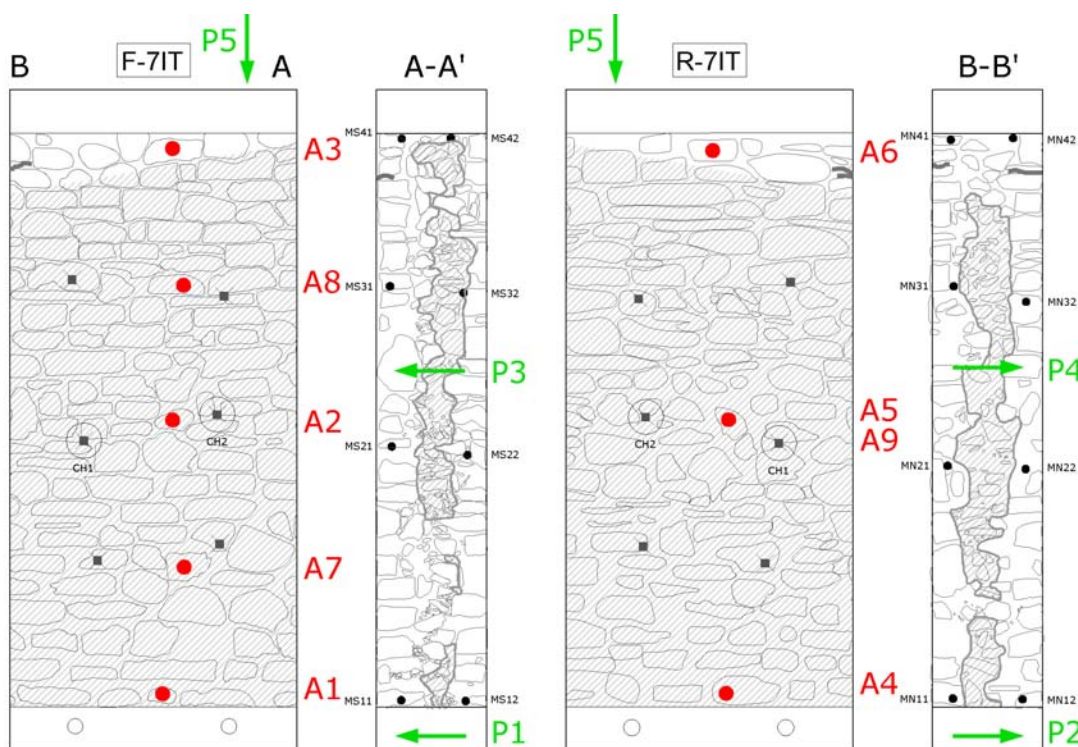 P5
P5
B
F-7IT
A
A-A'
R-7IT
B-B'
MS41
MS42
MN41
MN42
A3
A6
A8
MS31
MS32
MN31
MN32
P3
P4
A2
CH2
CH1
A5
A9
CH2
CH1
MS21
MS22
MN21
MN22
A7
A1
MS11
MS12
A4
MN11
MN12
P1
P2